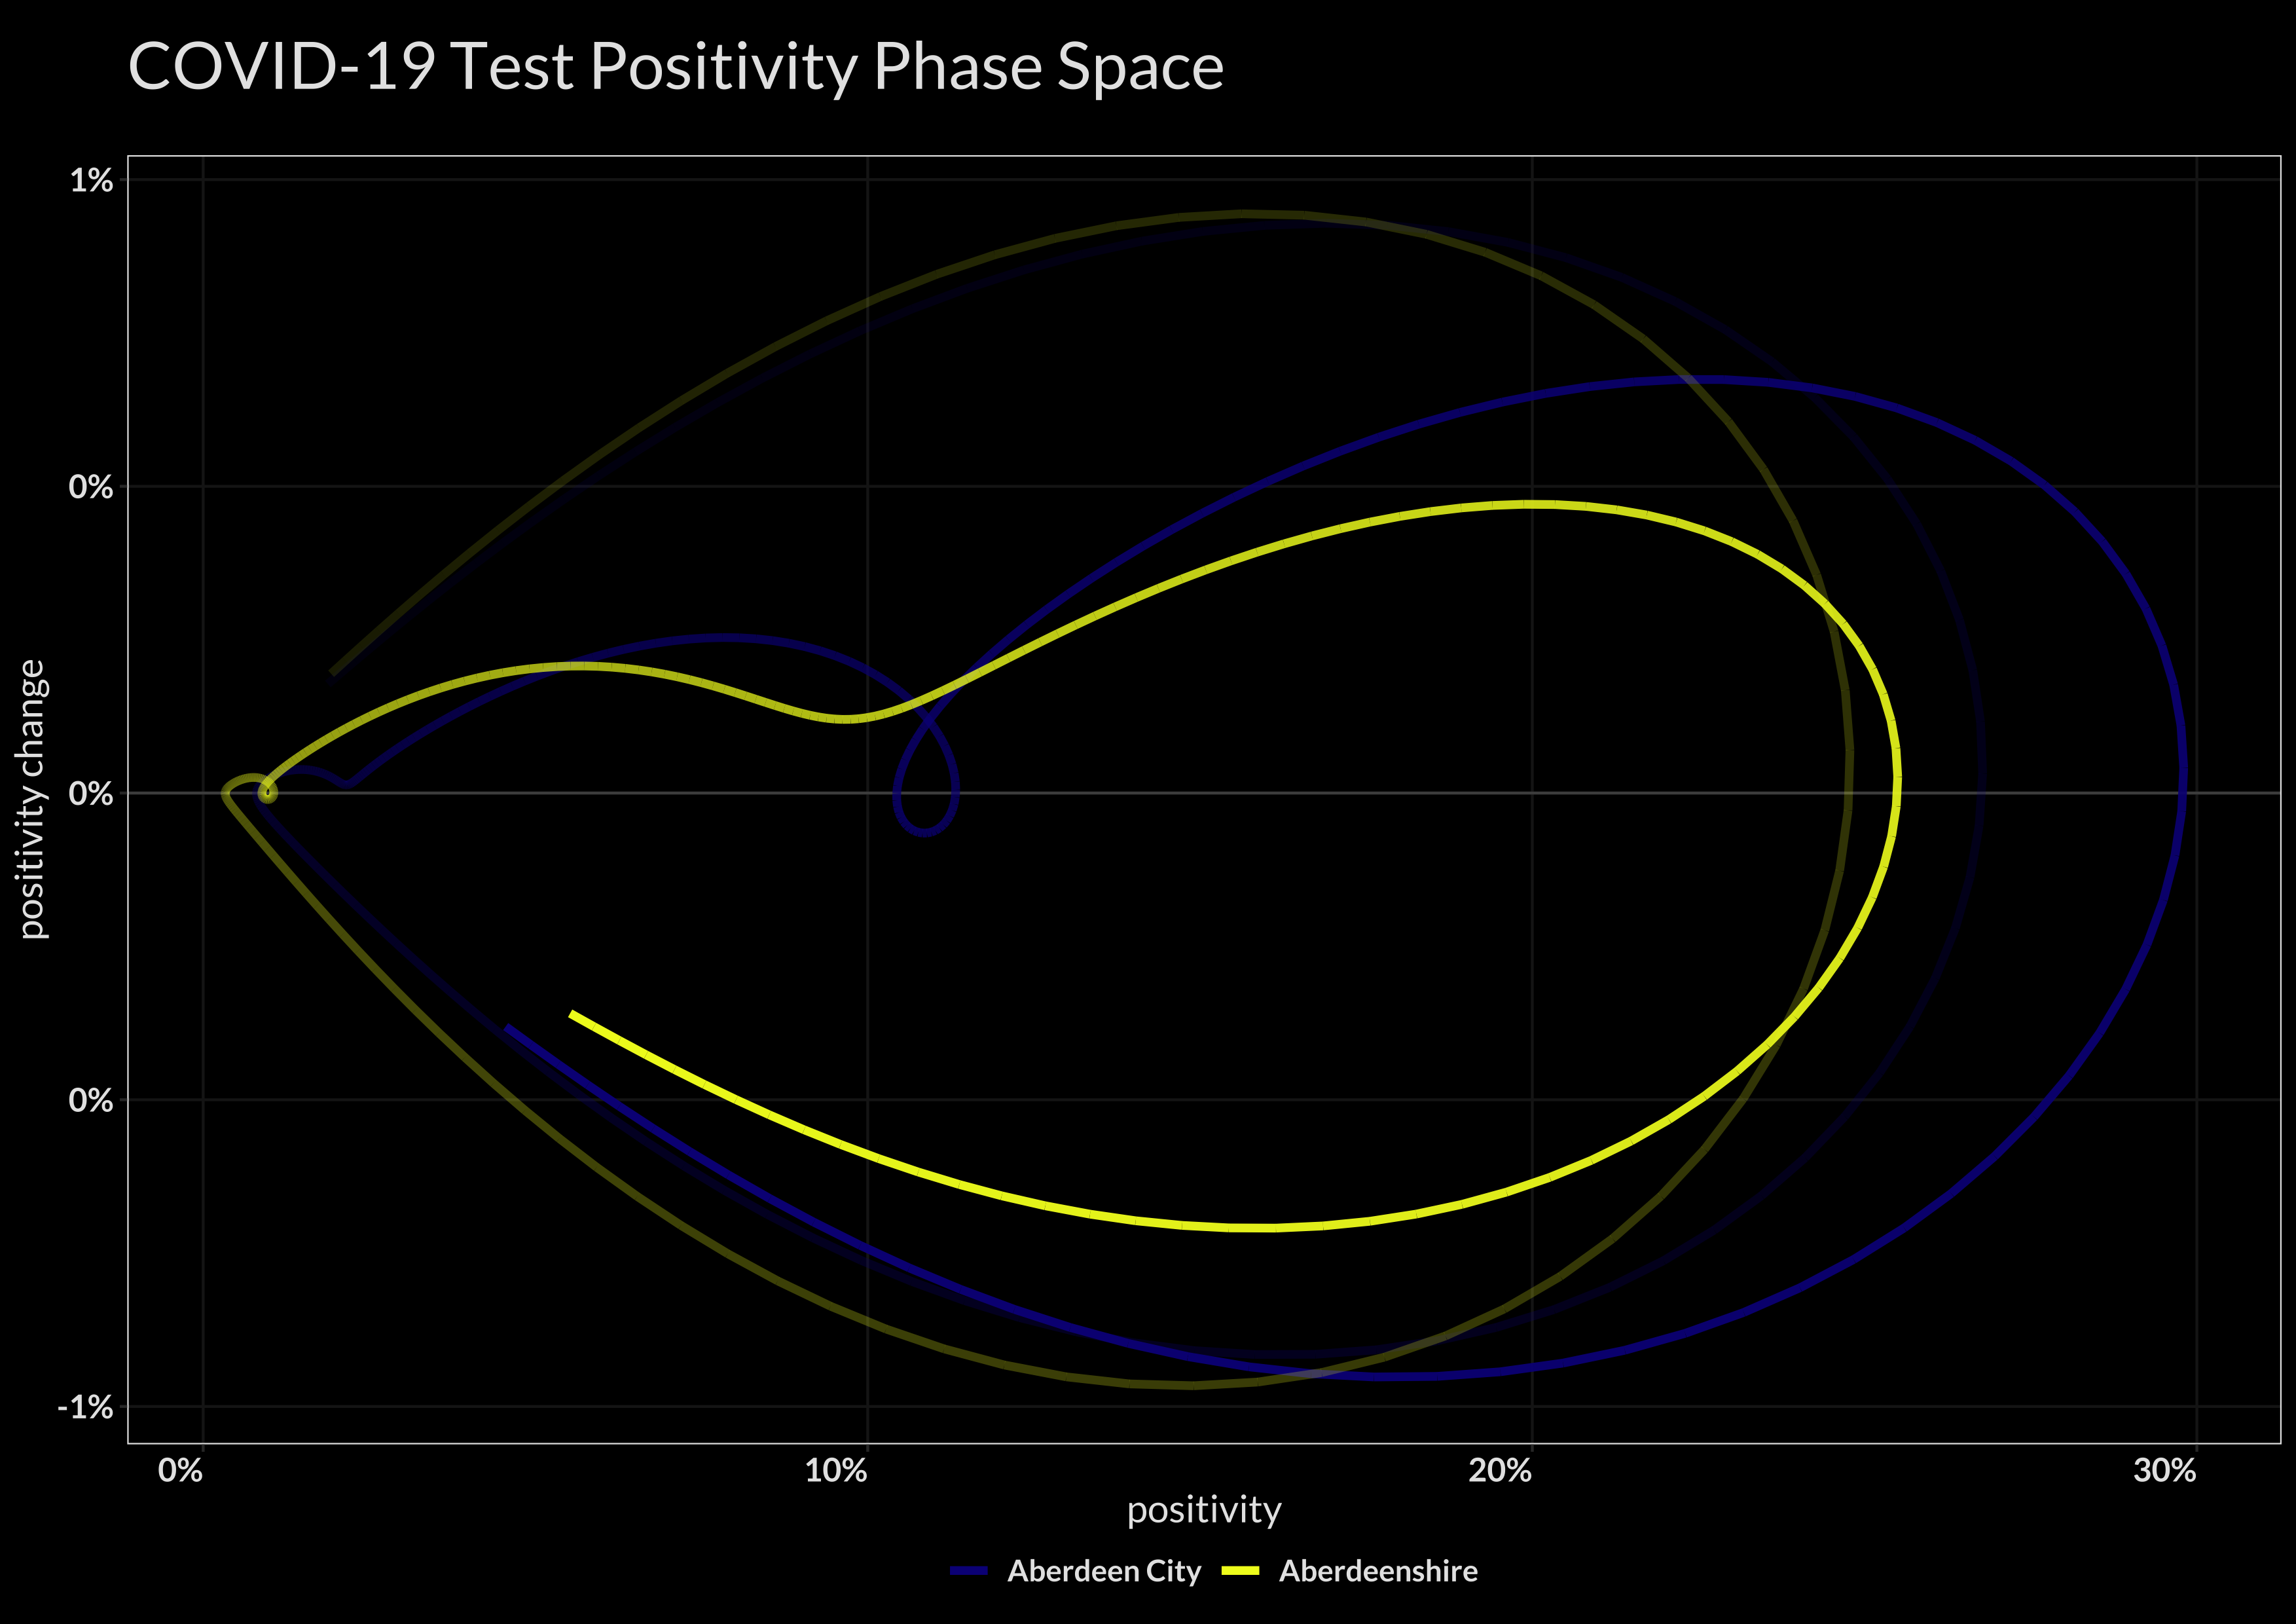 COVID-19 Test Positivity Phase Space
1%
0%
0%
0%
-1%
positivity change
0% 10% 20% 30%
positivity
Aberdeen City Aberdeenshire